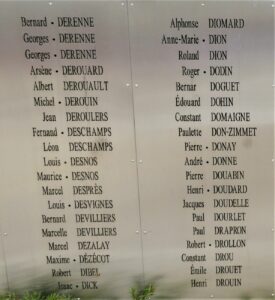 Bernard • DERENNE
Georges • DERENNE
Georges • DERENNE
Arsène • DEROUARD
Albert DEROUAULT
Michel • DEROUIN
Jean DEROULERS
Fernand • DESCHAMPS
Léon DESCHAMPS
Louis • DESNOS
Maurice • DESNOS
Marcel DESPRÈS
Louis • DESVIGNES
Bernard DEVILLIERS
Marcelle DEVILLIERS
Marcel DEZALAY
Maxime • DÉZÉCOT
Robert DIBEL
Isaac • DICK
Alphonse DIOMARD
Anne-Marie • DION
Roland DION
Roger • DODIN
Bernar DOGUET
Édouard DOHIN
Constant DOMAIGNE
Paulette DON-ZIMMET
Pierre • DONAY
André • DONNE
Pierre DOUABIN
Henri • DOUDARD
Jacques DOUDELLE
Paul DOURLET
Paul DRAPRON
Robert • DROLLON
Constant DROU
Émile DROUET
Henri DROUIN